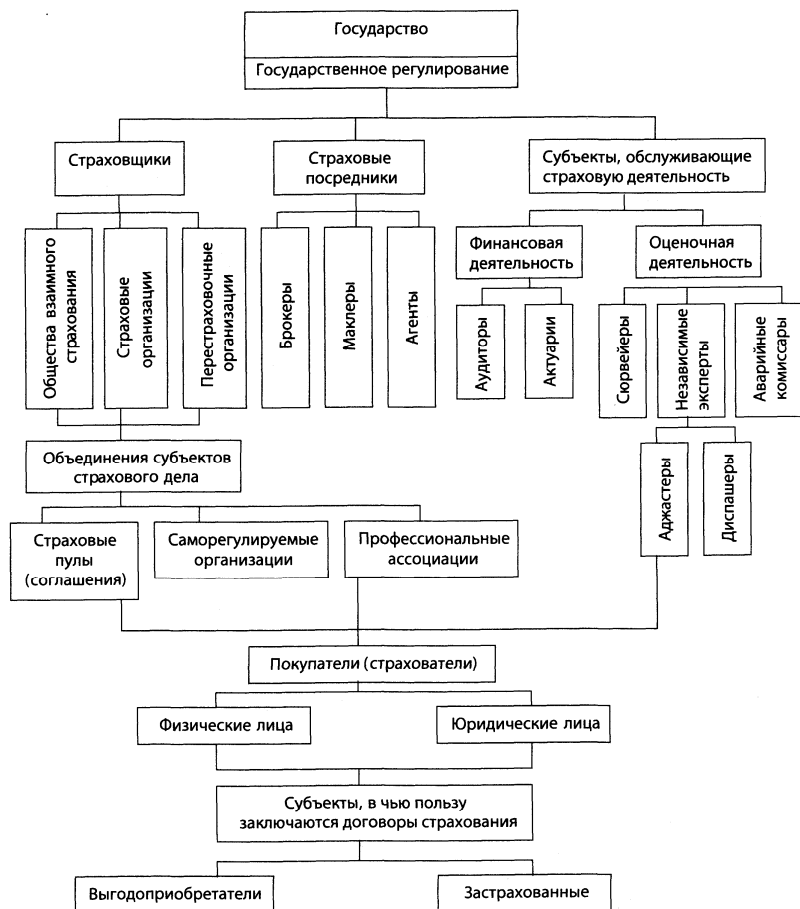 Государство
Государственное регулирование
Страховщики
Страховые
посредники
Субъекты, обслуживающие
страховую деятельность
Общества взаимного
страхования
Страховые
организации
Перестраховочные
организации
Брокеры
Маклеры
Агенты
Финансовая
деятельность
Оценочная
деятельность
Аудиторы
Актуарии
Сюрвейеры
Независимые
эксперты
Аварийные
комиссары
Объединения субъектов
страхового дела
Аджастеры
Диспашеры
Страховые
пулы
(соглашения)
Саморегулируемые
организации
Профессиональные
ассоциации
Покупатели (страхователи)
Физические лица
Юридические лица
Субъекты, в чью пользу
заключаются договоры страхования
Выгодоприобретатели
Застрахованные